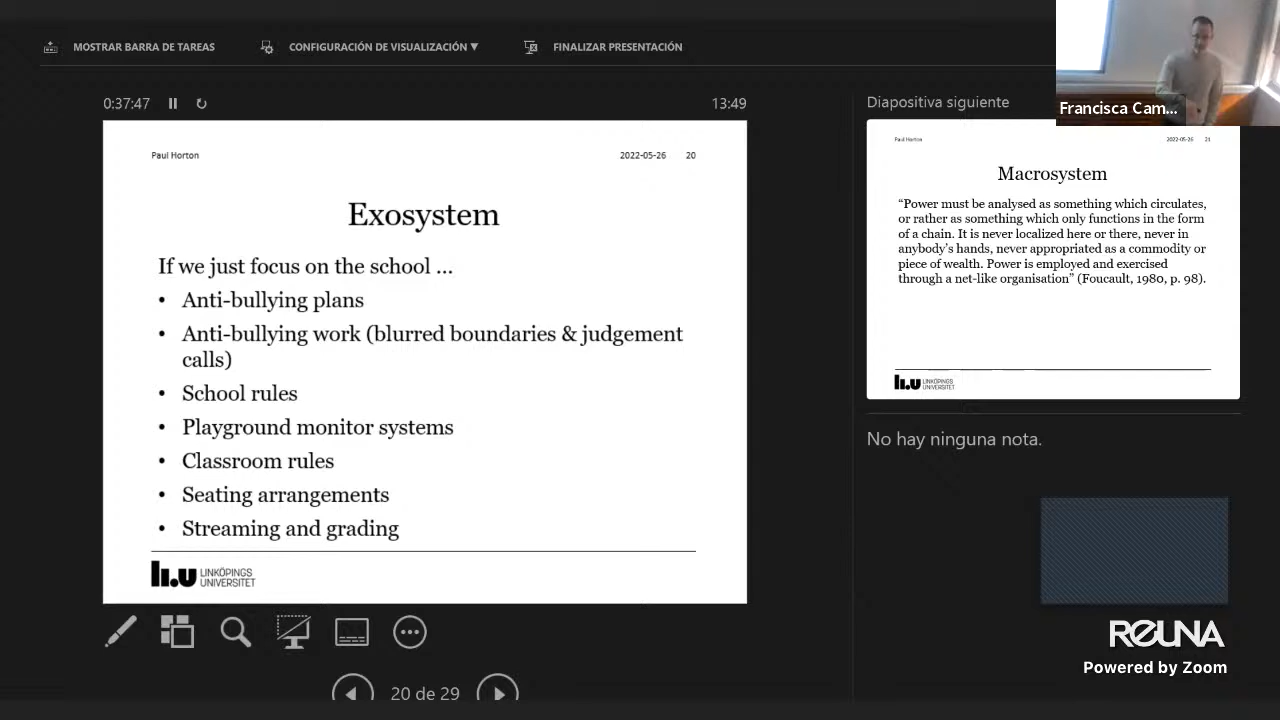 MOSTRAR BARRA DE TAREAS
CONFIGURACIÓN DE VISUALIZACIÓN ▼
FINALIZAR PRESENTACIÓN
0:37:47
13:49
Paul Horton
2022-05-26 20
Exosystem
If we just focus on the school ...
• Anti-bullying plans
• Anti-bullying work (blurred boundaries & judgement
calls)
• School rules
• Playground monitor systems
• Classroom rules
• Seating arrangements
• Streaming and grading
LINKÖPINGS
UNIVERSITET
20 de 29
Francisca Cam...
Diapositiva siguiente
Paul Horton
2022-05-26 21
Macrosystem
“Power must be analysed as something which circulates,
or rather as something which only functions in the form
of a chain. It is never localized here or there, never in
anybody’s hands, never appropriated as a commodity or
piece of wealth. Power is employed and exercised
through a net-like organisation” (Foucault, 1980, p. 98).
LINKÖPINGS
UNIVERSITET
No hay ninguna nota.
REUNA
Powered by Zoom